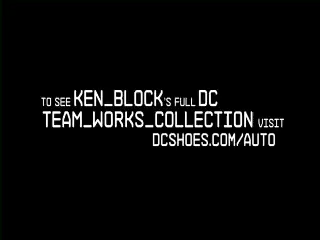 TO SEE KEN_BLOCK'S FULL DC
TEAM_WORKS_COLLECTION VISIT
DCSHOES.COM/AUTO